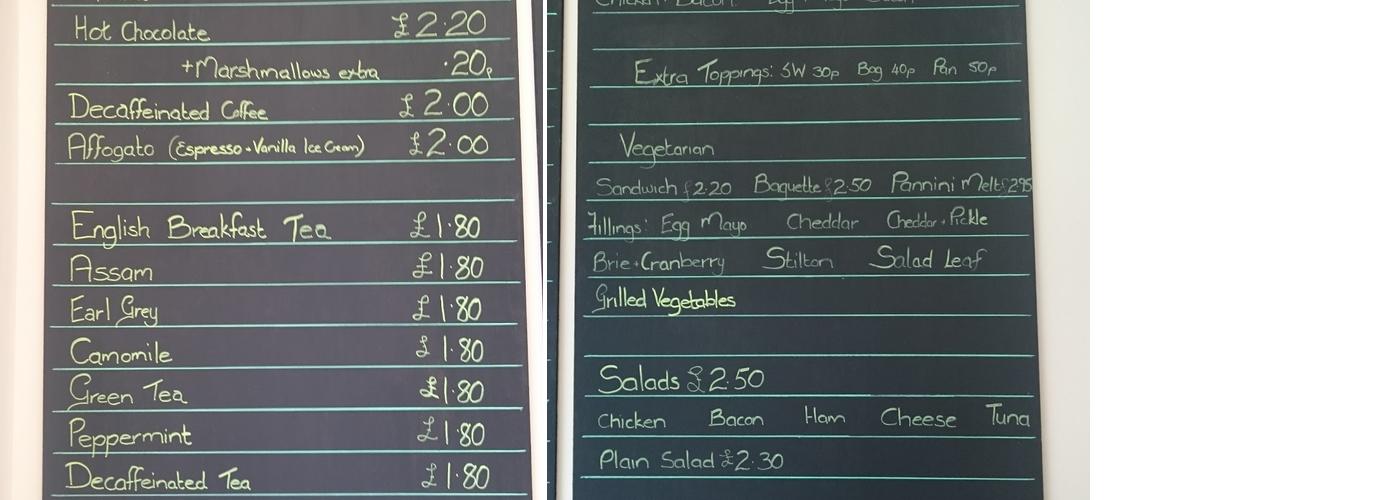 Hot Chocolate £2.20
+Marshmallows extra .20p
Decaffeinated Coffee £2.00
Affogato (Espresso + Vanilla Ice Cream) £2.00
English Breakfast Tea £1.80
Assam £1.80
Earl Grey £1.80
Camomile £1.80
Green Tea £1.80
Peppermint £1.80
Decaffeinated Tea £1.80
Extra Toppings: SW 30p Bag 40p Pan 50p
Vegetarian
Sandwich £2.20 Baguette £2.50 Pannini Melt £2.95
Fillings: Egg Mayo Cheddar Cheddar + Pickle
Brie + Cranberry Stilton Salad Leaf
Grilled Vegetables
Salads £2.50
Chicken Bacon Ham Cheese Tuna
Plain Salad £2.30